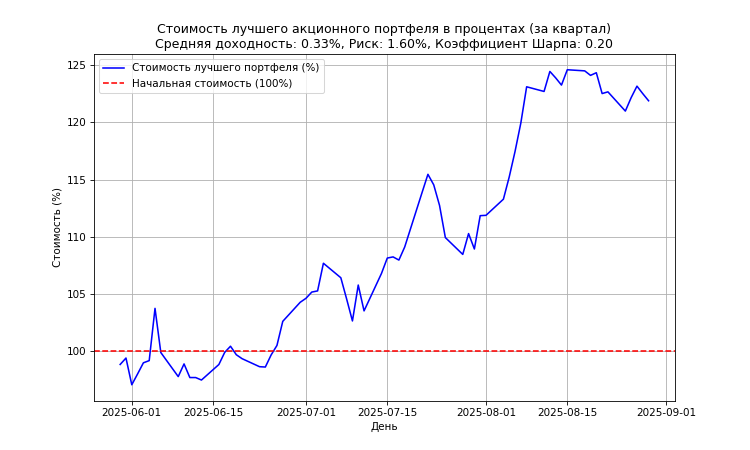 Стоимость лучшего акционного портфеля в процентах (за квартал)
Средняя доходность: 0.33%, Риск: 1.60%, Коэффициент Шарпа: 0.20
Стоимость лучшего портфеля (%)
Начальная стоимость (100%)
Стоимость (%)
125
120
115
110
105
100
2025-06-01
2025-06-15
2025-07-01
2025-07-15
2025-08-01
2025-08-15
2025-09-01
День